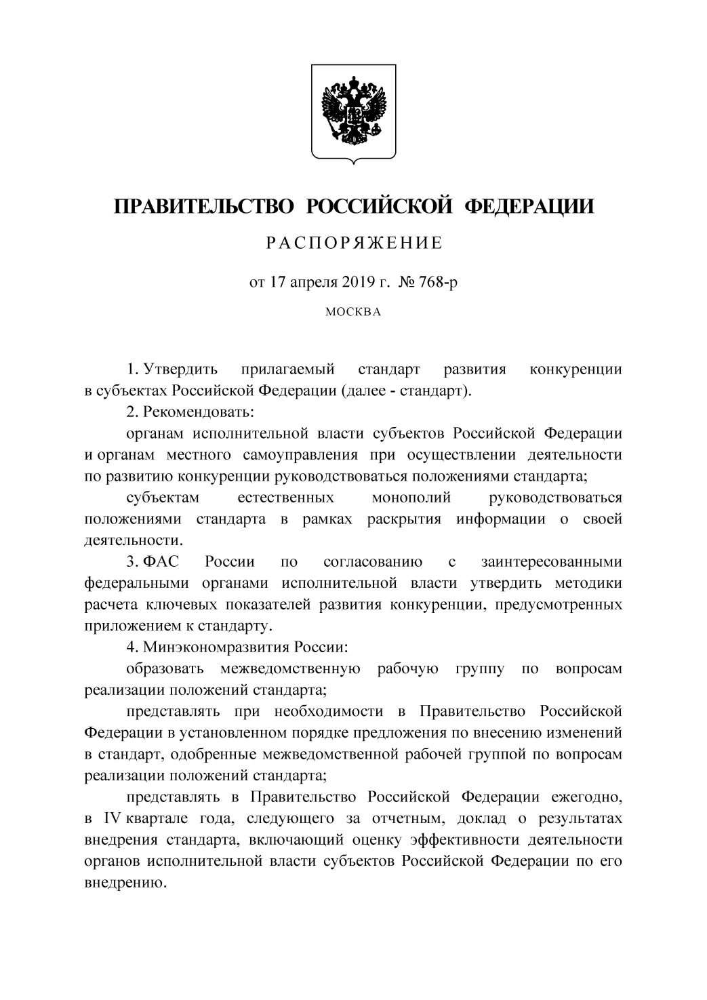 ПРАВИТЕЛЬСТВО РОССИЙСКОЙ ФЕДЕРАЦИИ
РАСПОРЯЖЕНИЕ
от 17 апреля 2019 г. № 768-р
МОСКВА
1. Утвердить прилагаемый стандарт развития конкуренции
в субъектах Российской Федерации (далее - стандарт).
2. Рекомендовать:
органам исполнительной власти субъектов Российской Федерации
и органам местного самоуправления при осуществлении деятельности
по развитию конкуренции руководствоваться положениями стандарта;
субъектам естественных монополий руководствоваться
положениями стандарта в рамках раскрытия информации о своей
деятельности.
3. ФАС России по согласованию с заинтересованными
федеральными органами исполнительной власти утвердить методики
расчета ключевых показателей развития конкуренции, предусмотренных
приложением к стандарту.
4. Минэкономразвития России:
образовать межведомственную рабочую группу по вопросам
реализации положений стандарта;
представлять при необходимости в Правительство Российской
Федерации в установленном порядке предложения по внесению изменений
в стандарт, одобренные межведомственной рабочей группой по вопросам
реализации положений стандарта;
представлять в Правительство Российской Федерации ежегодно,
в IV квартале года, следующего за отчетным, доклад о результатах
внедрения стандарта, включающий оценку эффективности деятельности
органов исполнительной власти субъектов Российской Федерации по его
внедрению.